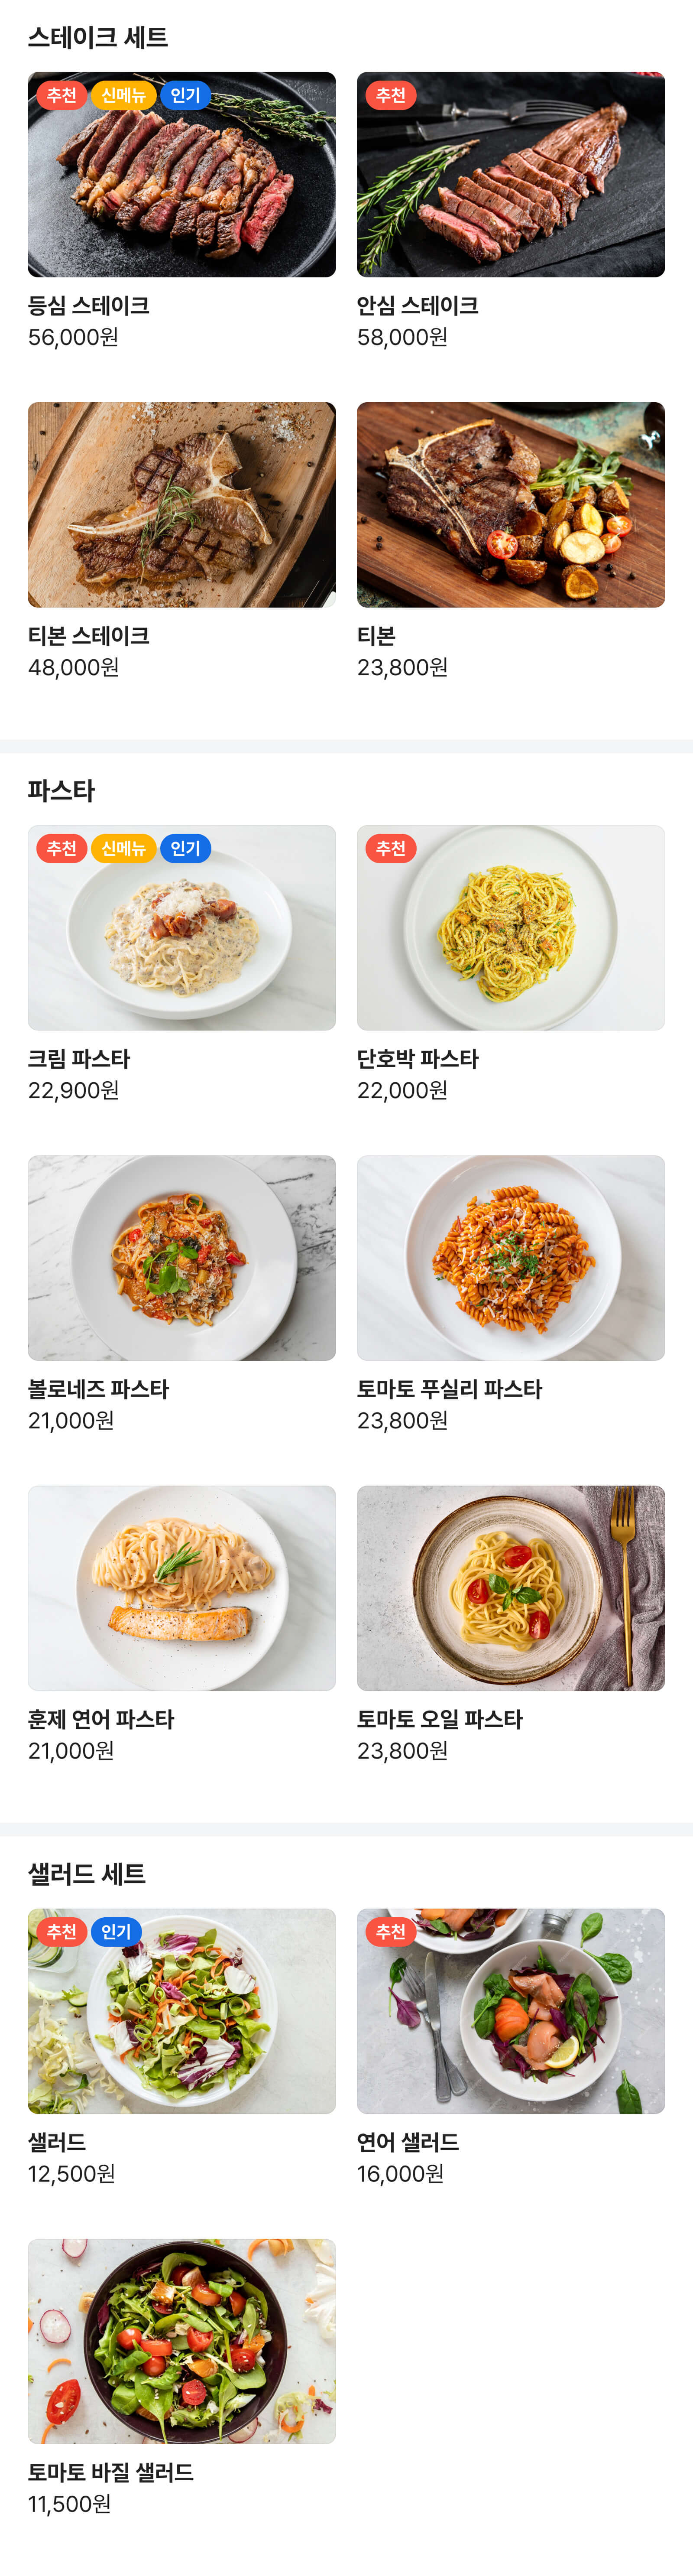 스테이크 세트
추천 신메뉴 인기
추천
등심 스테이크
56,000원
안심 스테이크
58,000원
티본 스테이크
48,000원
티본
23,800원
파스타
추천 신메뉴 인기
추천
크림 파스타
22,900원
단호박 파스타
22,000원
볼로네즈 파스타
21,000원
토마토 푸실리 파스타
23,800원
훈제 연어 파스타
21,000원
토마토 오일 파스타
23,800원
샐러드 세트
추천 인기
추천
샐러드
12,500원
연어 샐러드
16,000원
토마토 바질 샐러드
11,500원